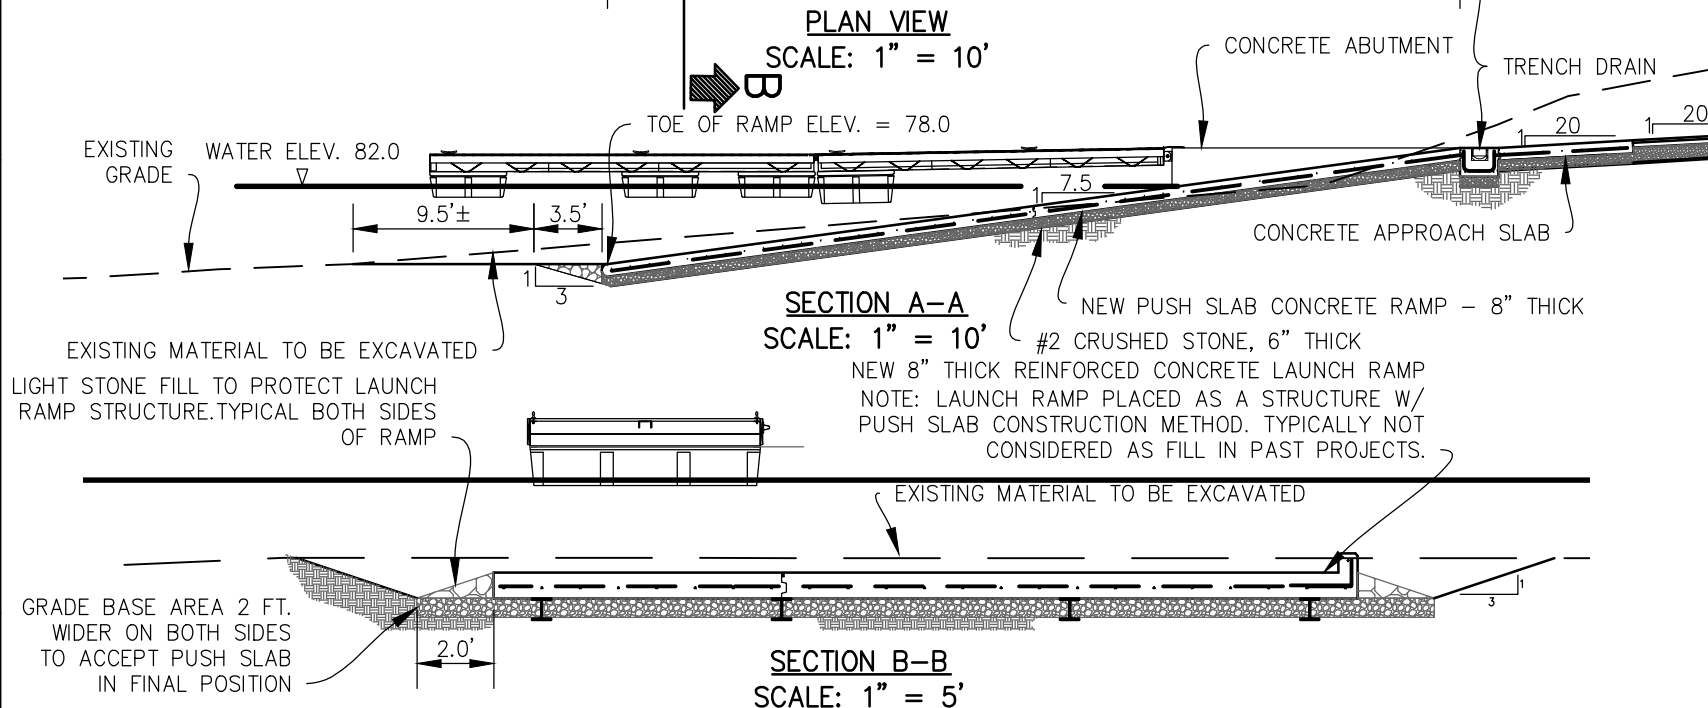 PLAN VIEW
SCALE: 1" = 10'
B
CONCRETE ABUTMENT
TRENCH DRAIN
TOE OF RAMP ELEV. = 78.0
EXISTING
GRADE
WATER ELEV. 82.0
1
20
1
20
1
7.5
9.5'±
3.5'
CONCRETE APPROACH SLAB
1
3
SECTION A-A
SCALE: 1" = 10'
NEW PUSH SLAB CONCRETE RAMP - 8" THICK
#2 CRUSHED STONE, 6" THICK
EXISTING MATERIAL TO BE EXCAVATED
LIGHT STONE FILL TO PROTECT LAUNCH
RAMP STRUCTURE.TYPICAL BOTH SIDES
OF RAMP
NEW 8" THICK REINFORCED CONCRETE LAUNCH RAMP
NOTE: LAUNCH RAMP PLACED AS A STRUCTURE W/
PUSH SLAB CONSTRUCTION METHOD. TYPICALLY NOT
CONSIDERED AS FILL IN PAST PROJECTS.
EXISTING MATERIAL TO BE EXCAVATED
1
3
GRADE BASE AREA 2 FT.
WIDER ON BOTH SIDES
TO ACCEPT PUSH SLAB
IN FINAL POSITION
2.0'
SECTION B-B
SCALE: 1" = 5'